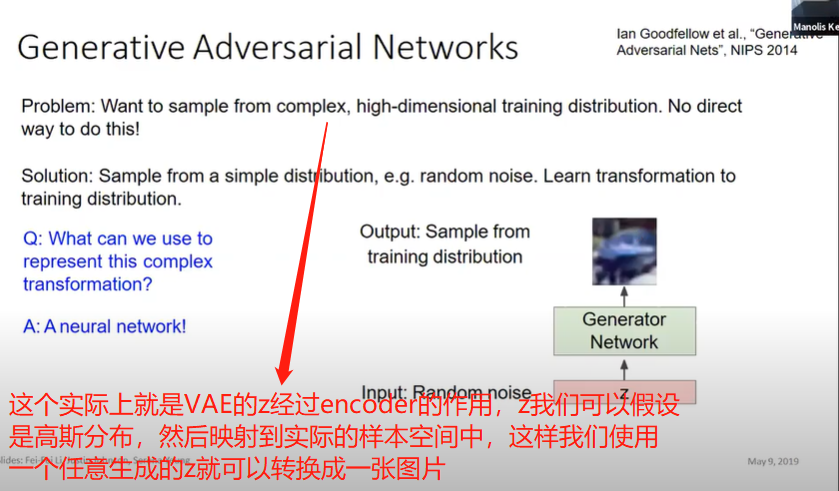 Manolis Ke
Generative Adversarial Networks
Ian Goodfellow et al., “Generative
Adversarial Nets”, NIPS 2014
Problem: Want to sample from complex, high-dimensional training distribution. No direct
way to do this!
Solution: Sample from a simple distribution, e.g. random noise. Learn transformation to
training distribution.
Q: What can we use to
represent this complex
transformation?
A: A neural network!
Output: Sample from
training distribution
Generator
Network
Input: Random noise
z
这个实际上就是VAE的z经过encoder的作用，z我们可以假设
是高斯分布，然后映射到实际的样本空间中，这样我们使用
一个任意生成的z就可以转换成一张图片
lides: Fei-Fei Li
May 9, 2019